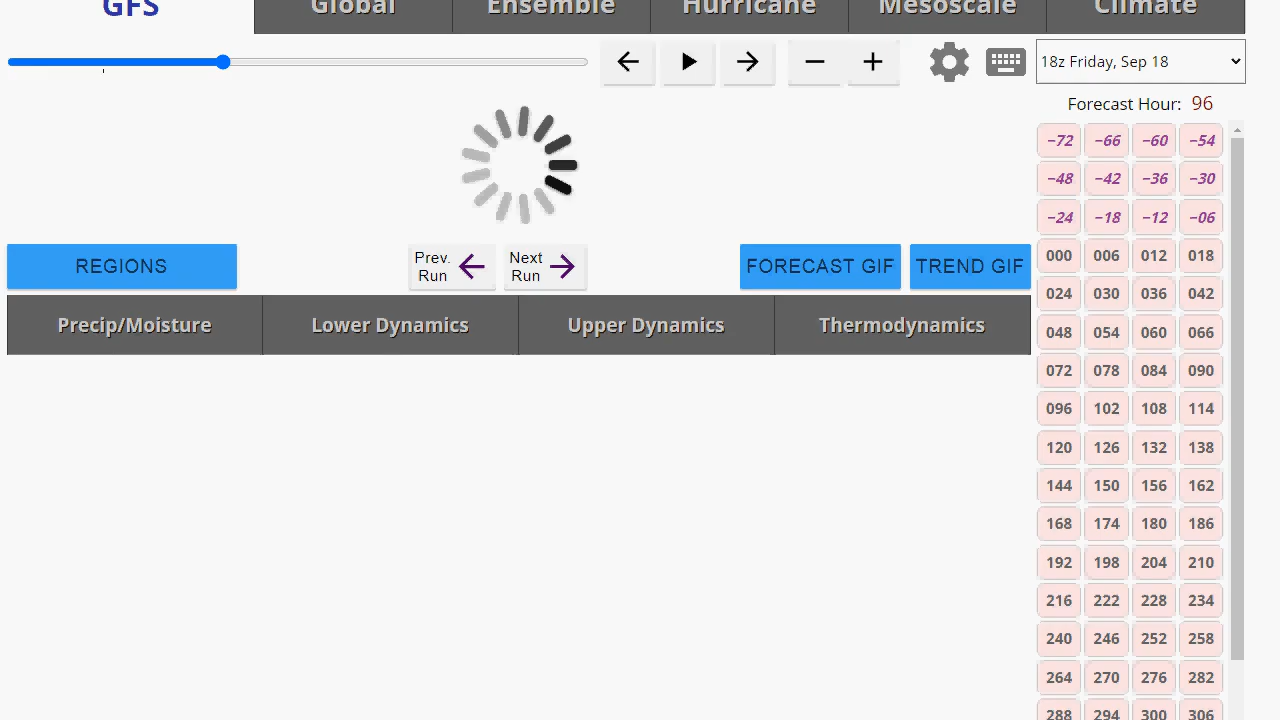 GFS Global Ensemble Hurricane Mesoscale Climate
18z Friday, Sep 18
Forecast Hour: 96
−72 −66 −60 −54
−48 −42 −36 −30
−24 −18 −12 −06
REGIONS
Prev. Run
Next Run
FORECAST GIF
TREND GIF
000 006 012 018
024 030 036 042
Precip/Moisture Lower Dynamics Upper Dynamics Thermodynamics
048 054 060 066
072 078 084 090
096 102 108 114
120 126 132 138
144 150 156 162
168 174 180 186
192 198 204 210
216 222 228 234
240 246 252 258
264 270 276 282
288 294 300 306